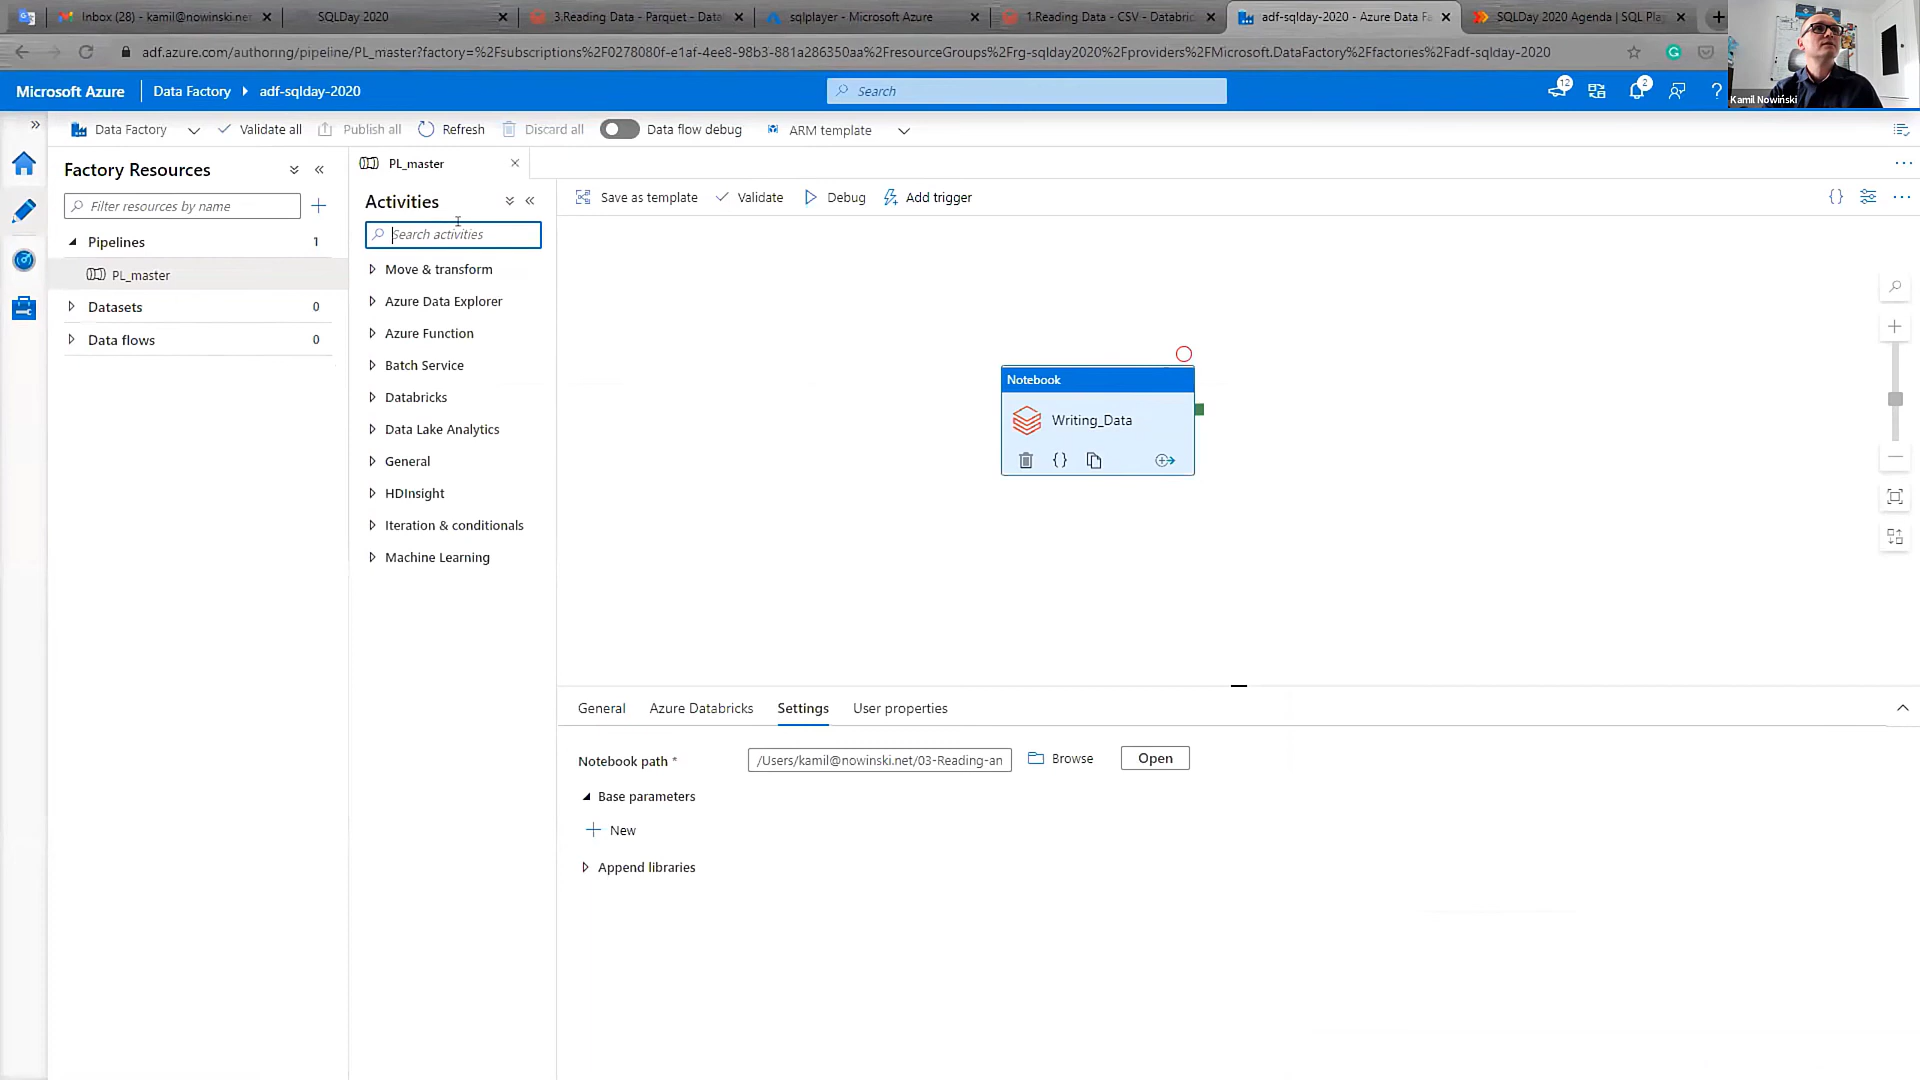 Inbox (28) - kamil@nowinski.net
SQLDay 2020
3.Reading Data - Parquet - Data
sqlplayer - Microsoft Azure
1.Reading Data - CSV - Databric
adf-sqlday-2020 - Azure Data Fa
SQLDay 2020 Agenda | SQL Pla
adf.azure.com/authoring/pipeline/PL_master?factory=%2Fsubscriptions%2F0278080f-e1af-4ee8-98b3-881a286350aa%2FresourceGroups%2Frg-sqlday2020%2Fproviders%2FMicrosoft.DataFactory%2Ffactories%2Fadf-sqlday-2020
Microsoft Azure
Data Factory
adf-sqlday-2020
Search
12
2
Kamil Nowiński
Data Factory
Validate all
Publish all
Refresh
Discard all
Data flow debug
ARM template
Factory Resources
PL_master
Activities
Save as template
Validate
Debug
Add trigger
Filter resources by name
Search activities
Pipelines 1
PL_master
Datasets 0
Data flows 0
Move & transform
Azure Data Explorer
Azure Function
Batch Service
Databricks
Data Lake Analytics
General
HDInsight
Iteration & conditionals
Machine Learning
Notebook
Writing_Data
General
Azure Databricks
Settings
User properties
Notebook path *
/Users/kamil@nowinski.net/03-Reading-an
Browse
Open
Base parameters
New
Append libraries